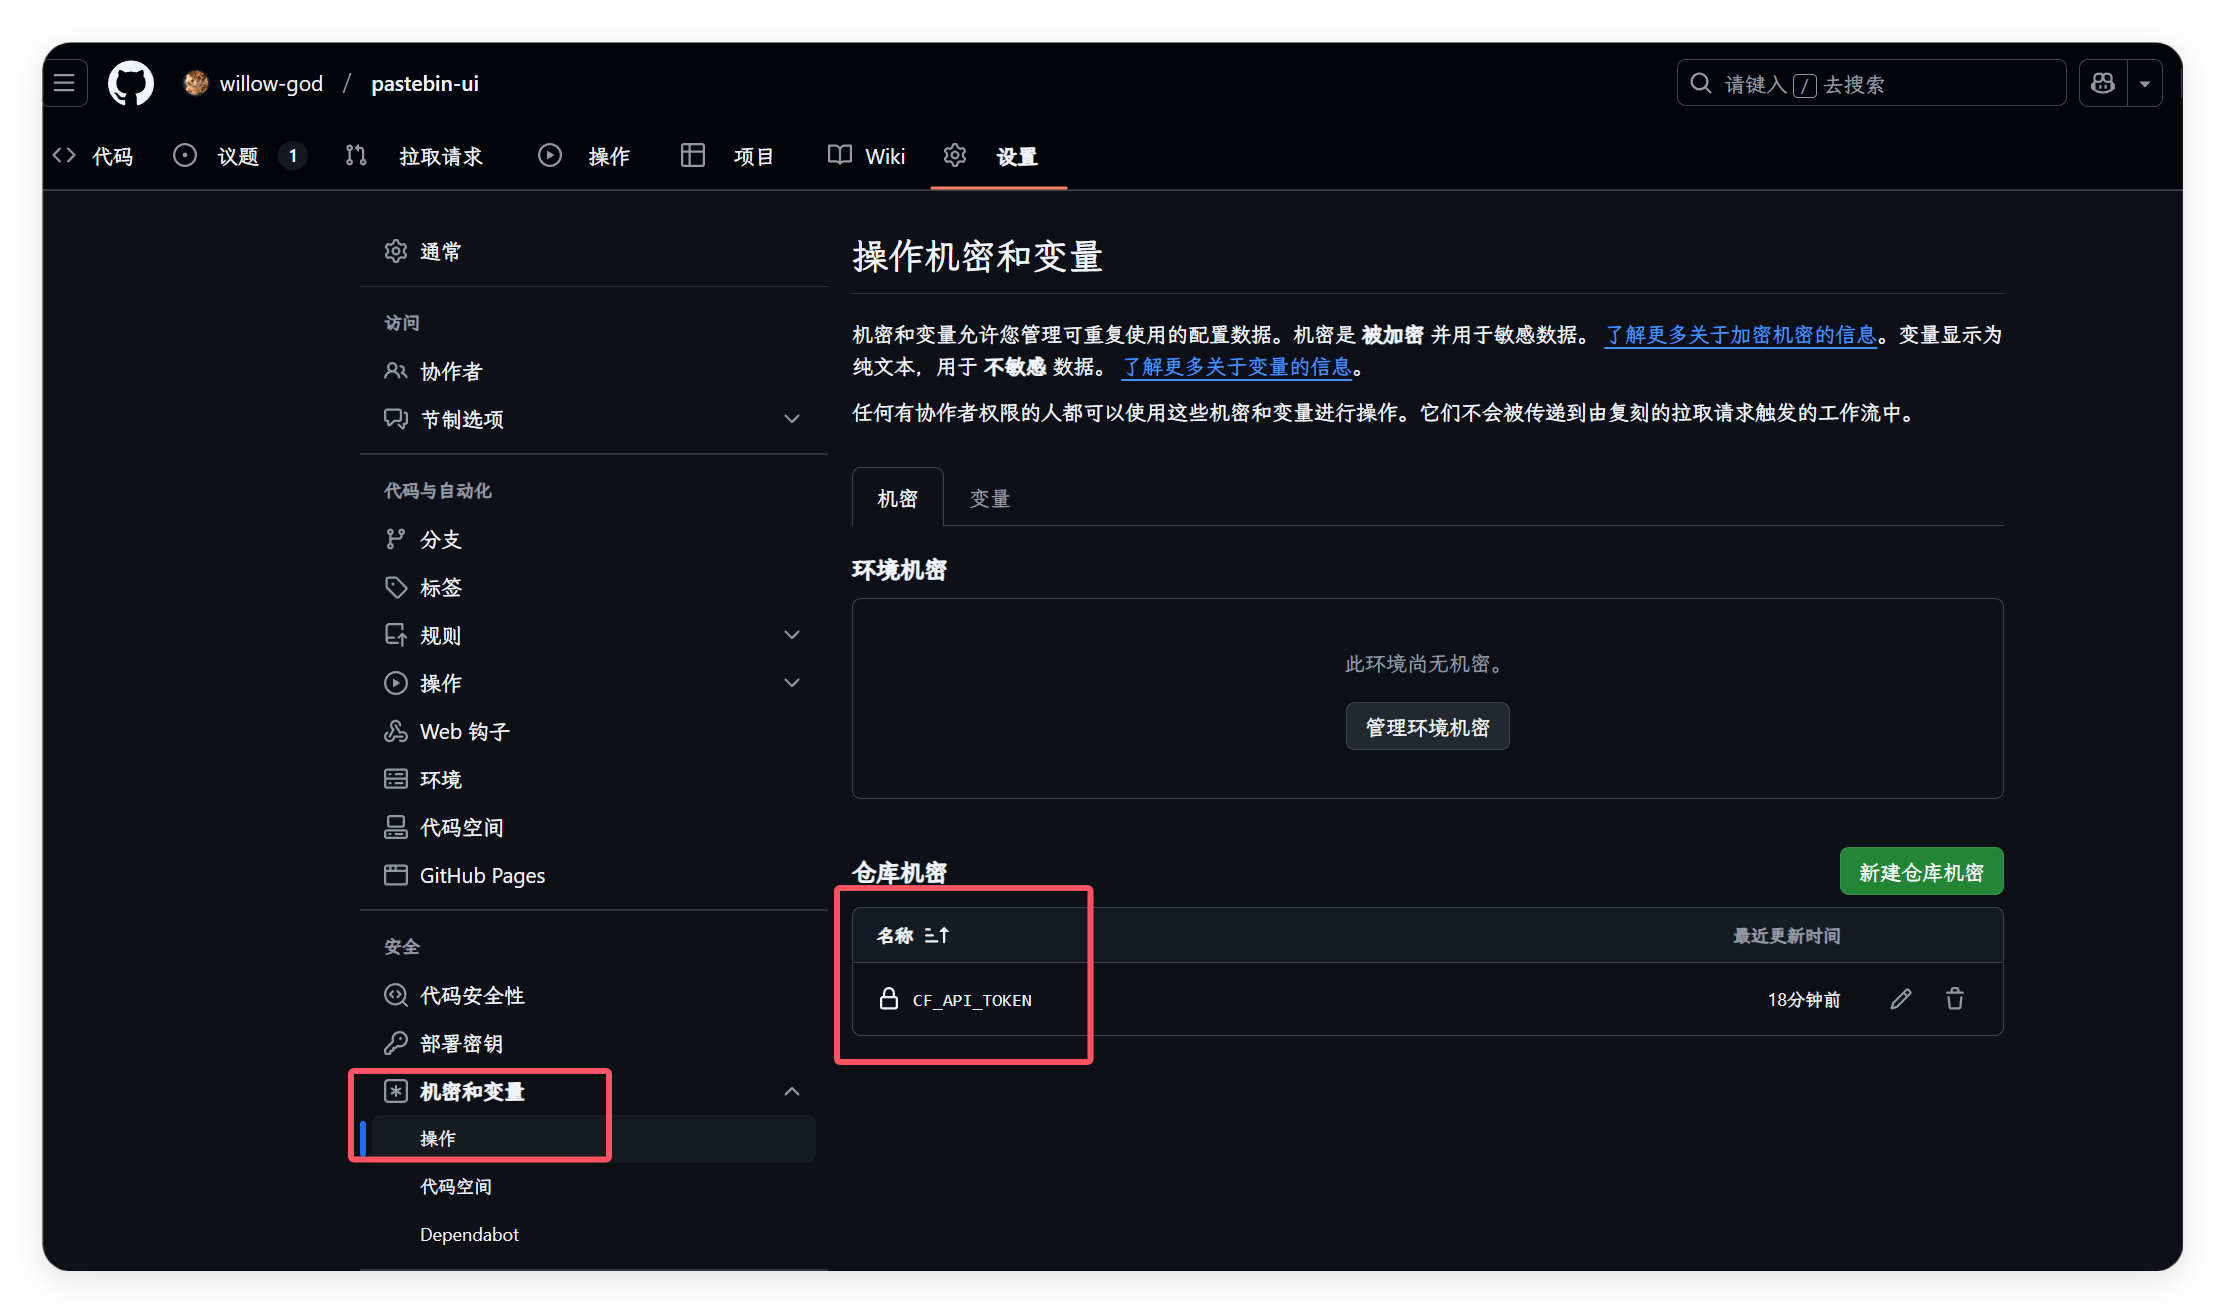 willow-god / pastebin-ui
请键入 / 去搜索
代码 议题 1 拉取请求 操作 项目 Wiki 设置
通常
访问
协作者
节制选项
代码与自动化
分支
标签
规则
操作
Web 钩子
环境
代码空间
GitHub Pages
安全
代码安全性
部署密钥
机密和变量
操作
代码空间
Dependabot
操作机密和变量
机密和变量允许您管理可重复使用的配置数据。机密是 被加密 并用于敏感数据。 了解更多关于加密机密的信息。变量显示为
纯文本，用于 不敏感 数据。 了解更多关于变量的信息。
任何有协作者权限的人都可以使用这些机密和变量进行操作。它们不会被传递到由复刻的拉取请求触发的工作流中。
机密 变量
环境机密
此环境尚无机密。
管理环境机密
仓库机密
新建仓库机密
名称 最近更新时间
CF_API_TOKEN 18分钟前